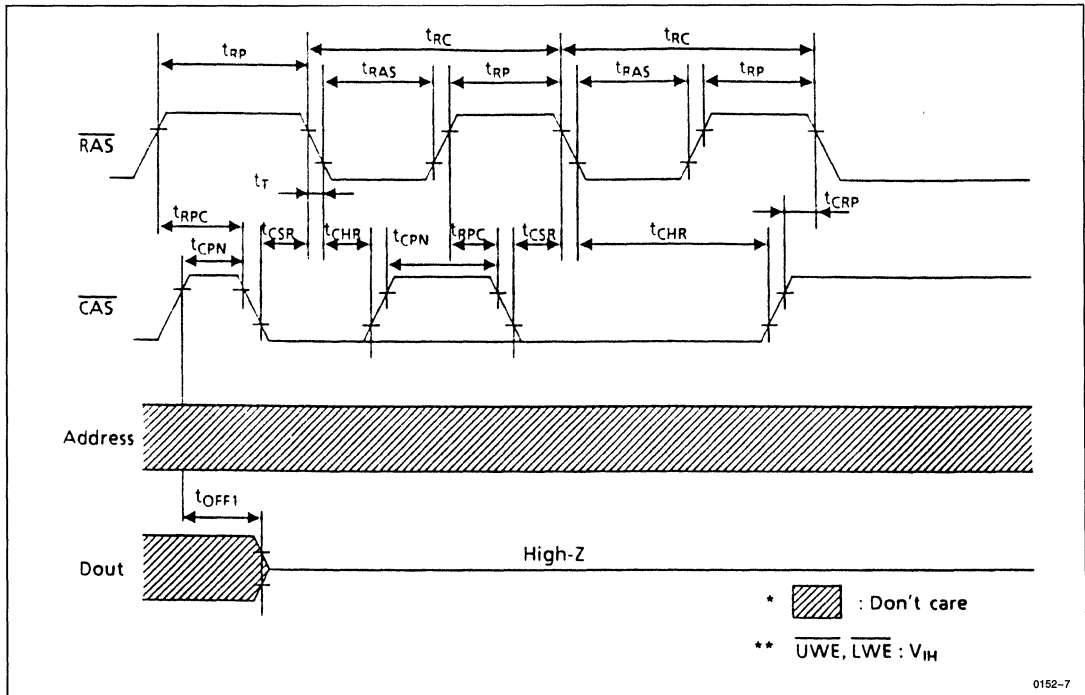 tRP tRC tRC
tRAS tRP tRAS tRP
RAS
tT
tCRP
tRPC tCSR tCHR tRPC tCSR tCHR
tCPN tCPN
CAS
Address
tOFF1
Dout High-Z
* : Don't care
** UWE, LWE : VIH
0152-7